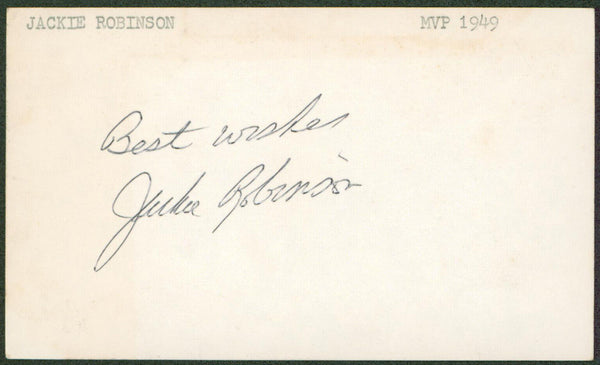 JACKIE ROBINSON MVP 1949
Best wishes
Jackie Robinson